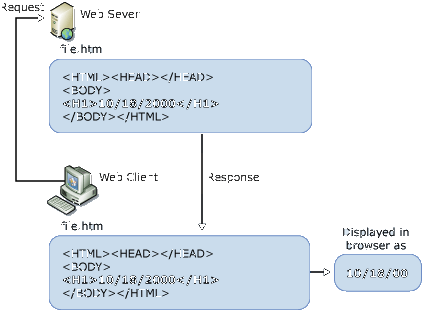 Request
Web Sever
file.htm
<HTML><HEAD></HEAD>
<BODY>
<H1>10/18/2000</H1>
</BODY></HTML>
Web Client
Response
file.htm
Displayed in
browser as
<HTML><HEAD></HEAD>
<BODY>
<H1>10/18/2000</H1>
</BODY></HTML>
10/18/00